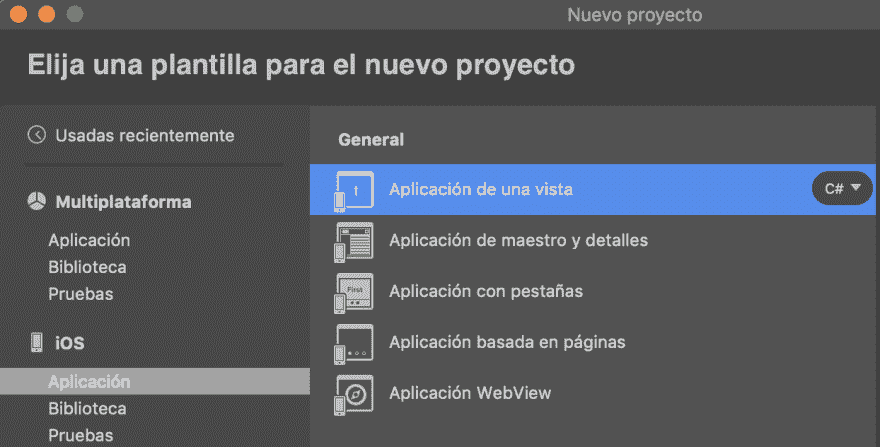 Nuevo proyecto
Elija una plantilla para el nuevo proyecto
Usadas recientemente
Multiplataforma
Aplicación
Biblioteca
Pruebas
iOS
Aplicación
Biblioteca
Pruebas
General
Aplicación de una vista
C#
Aplicación de maestro y detalles
First
Aplicación con pestañas
Aplicación basada en páginas
Aplicación WebView